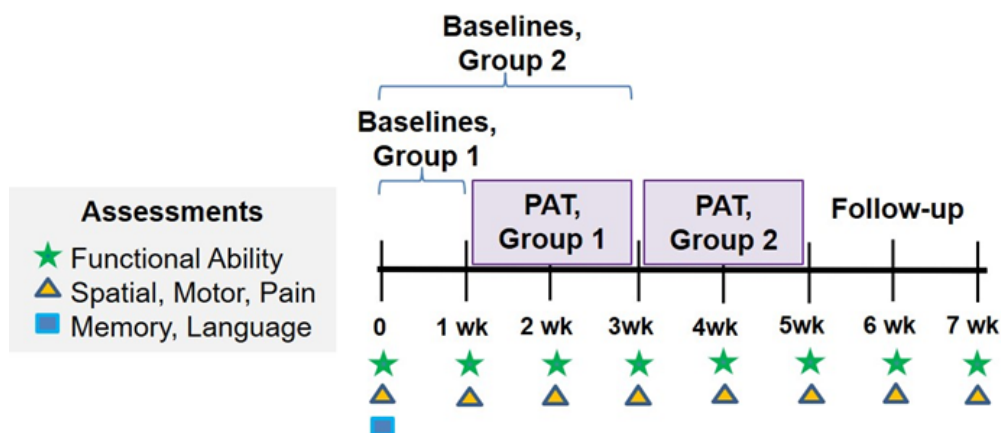 Baselines,
Group 2
Baselines,
Group 1
PAT,
Group 1
PAT,
Group 2
Follow-up
Assessments
Functional Ability
Spatial, Motor, Pain
Memory, Language
0 1 wk 2 wk 3wk 4wk 5wk 6 wk 7 wk